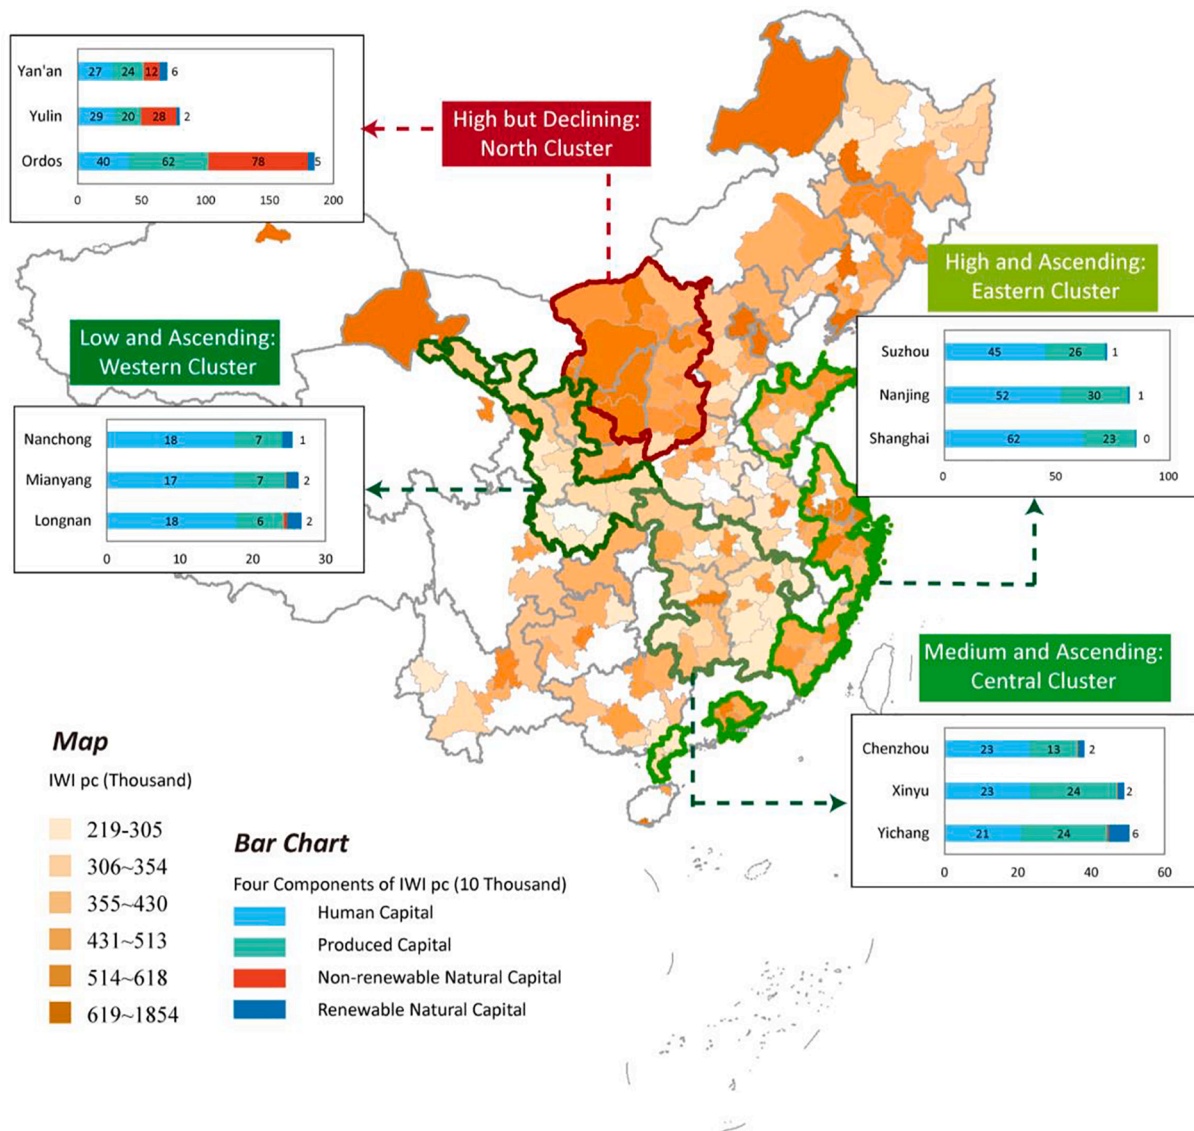 Yan'an 27 24 12 6
Yulin 29 20 28 2
Ordos 40 62 78 5
0 50 100 150 200
High but Declining:
North Cluster
High and Ascending:
Eastern Cluster
Suzhou 45 26 1
Nanjing 52 30 1
Shanghai 62 23 0
0 50 100
Low and Ascending:
Western Cluster
Nanchong 18 7 1
Mianyang 17 7 2
Longnan 18 6 2
0 10 20 30
Medium and Ascending:
Central Cluster
Chenzhou 23 13 2
Xinyu 23 24 2
Yichang 21 24 6
0 20 40 60
Map
IWI pc (Thousand)
219-305
306~354
355~430
431~513
514~618
619~1854
Bar Chart
Four Components of IWI pc (10 Thousand)
Human Capital
Produced Capital
Non-renewable Natural Capital
Renewable Natural Capital